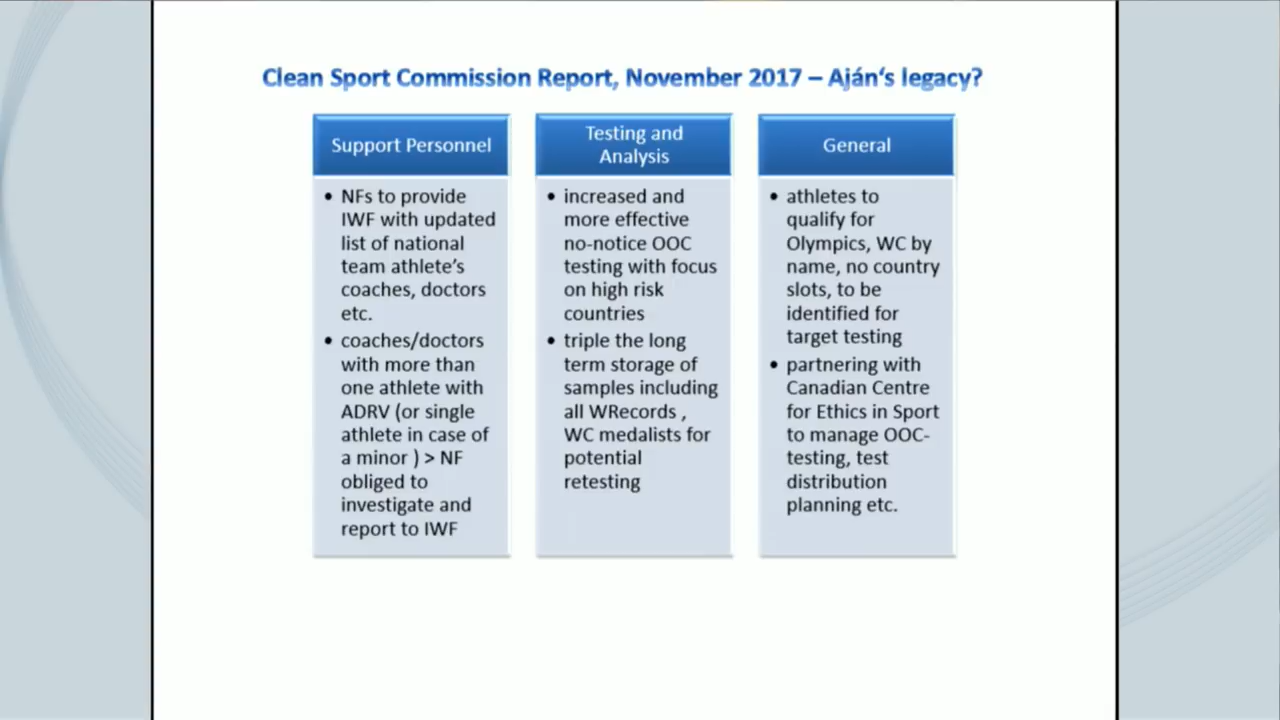 Clean Sport Commission Report, November 2017 – Aján‘s legacy?
Support Personnel
• NFs to provide
IWF with updated
list of national
team athlete’s
coaches, doctors
etc.
• coaches/doctors
with more than
one athlete with
ADRV (or single
athlete in case of
a minor ) > NF
obliged to
investigate and
report to IWF
Testing and
Analysis
• increased and
more effective
no-notice OOC
testing with focus
on high risk
countries
• triple the long
term storage of
samples including
all WRecords ,
WC medalists for
potential
retesting
General
• athletes to
qualify for
Olympics, WC by
name, no country
slots, to be
identified for
target testing
• partnering with
Canadian Centre
for Ethics in Sport
to manage OOC-
testing, test
distribution
planning etc.